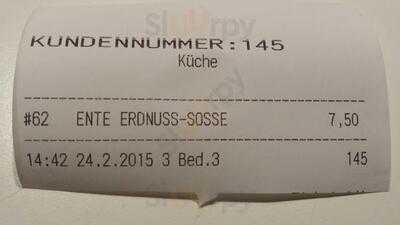 KUNDENNUMMER:145
Küche
#62 ENTE ERDNUSS-SOSSE 7,50
14:42 24.2.2015 3 Bed.3 145